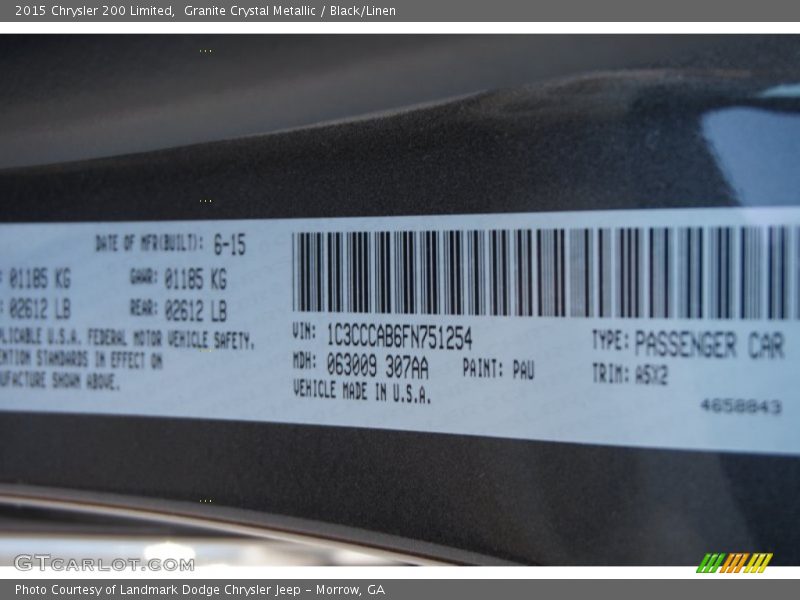 2015 Chrysler 200 Limited, Granite Crystal Metallic / Black/Linen
DATE OF MFR(BUILT): 6-15
01185 KG GAWR: 01185 KG
02612 LB REAR: 02612 LB
PLICABLE U.S.A. FEDERAL MOTOR VEHICLE SAFETY,
ENTION STANDARDS IN EFFECT ON
UFACTURE SHOWN ABOVE.
VIN: 1C3CCCAB6FN751254 TYPE: PASSENGER CAR
MDH: 063009 307AA PAINT: PAU TRIM: A5X2
VEHICLE MADE IN U.S.A.
4658843
GTCARLOT.COM
Photo Courtesy of Landmark Dodge Chrysler Jeep – Morrow, GA